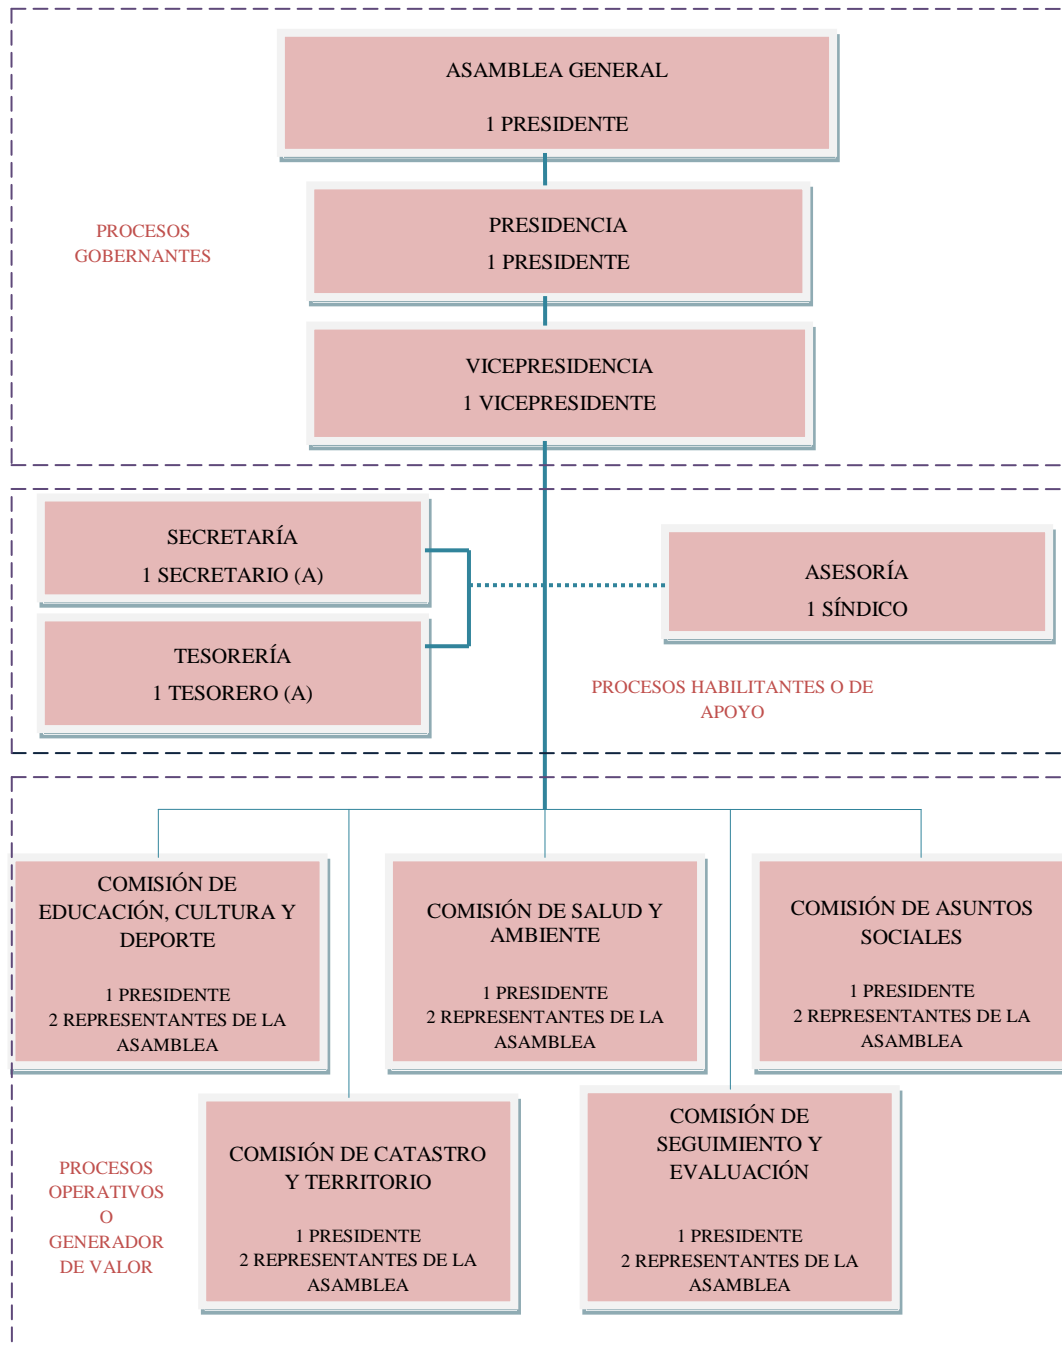 ASAMBLEA GENERAL
1 PRESIDENTE
PROCESOS
GOBERNANTES
PRESIDENCIA
1 PRESIDENTE
VICEPRESIDENCIA
1 VICEPRESIDENTE
SECRETARÍA
1 SECRETARIO (A)
ASESORÍA
1 SÍNDICO
TESORERÍA
1 TESORERO (A)
PROCESOS HABILITANTES O DE
APOYO
COMISIÓN DE
EDUCACIÓN, CULTURA Y
DEPORTE
1 PRESIDENTE
2 REPRESENTANTES DE LA
ASAMBLEA
COMISIÓN DE SALUD Y
AMBIENTE
1 PRESIDENTE
2 REPRESENTANTES DE LA
ASAMBLEA
COMISIÓN DE ASUNTOS
SOCIALES
1 PRESIDENTE
2 REPRESENTANTES DE LA
ASAMBLEA
PROCESOS
OPERATIVOS
O
GENERADOR
DE VALOR
COMISIÓN DE CATASTRO
Y TERRITORIO
1 PRESIDENTE
2 REPRESENTANTES DE LA
ASAMBLEA
COMISIÓN DE
SEGUIMIENTO Y
EVALUACIÓN
1 PRESIDENTE
2 REPRESENTANTES DE LA
ASAMBLEA